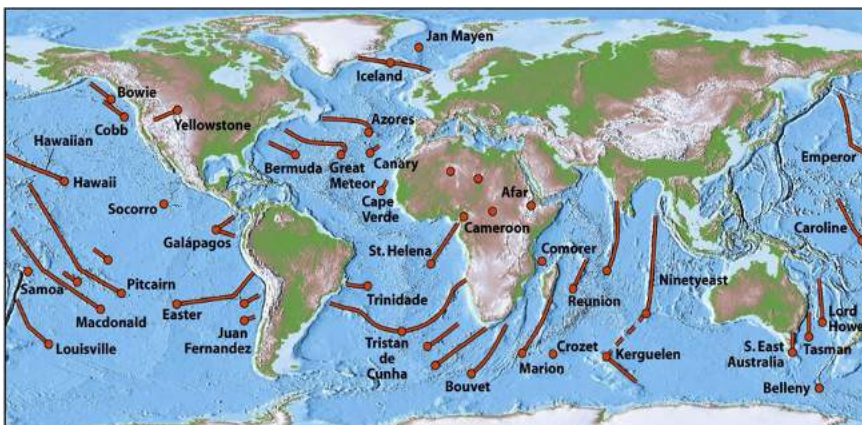 Jan Mayen
Iceland
Bowie
Cobb
Yellowstone
Azores
Hawaiian
Emperor
Bermuda
Great
Meteor
Canary
Hawaii
Cape
Verde
Afar
Socorro
Cameroon
Caroline
Galápagos
St. Helena
Comorer
Samoa
Pitcairn
Trinidade
Reunion
Ninetyeast
Macdonald
Easter
Lord
Howe
Juan
Fernandez
Louisville
Tristan
de
Cunha
Bouvet
Marion
Crozet
Kerguelen
S. East
Australia
Tasman
Belleny